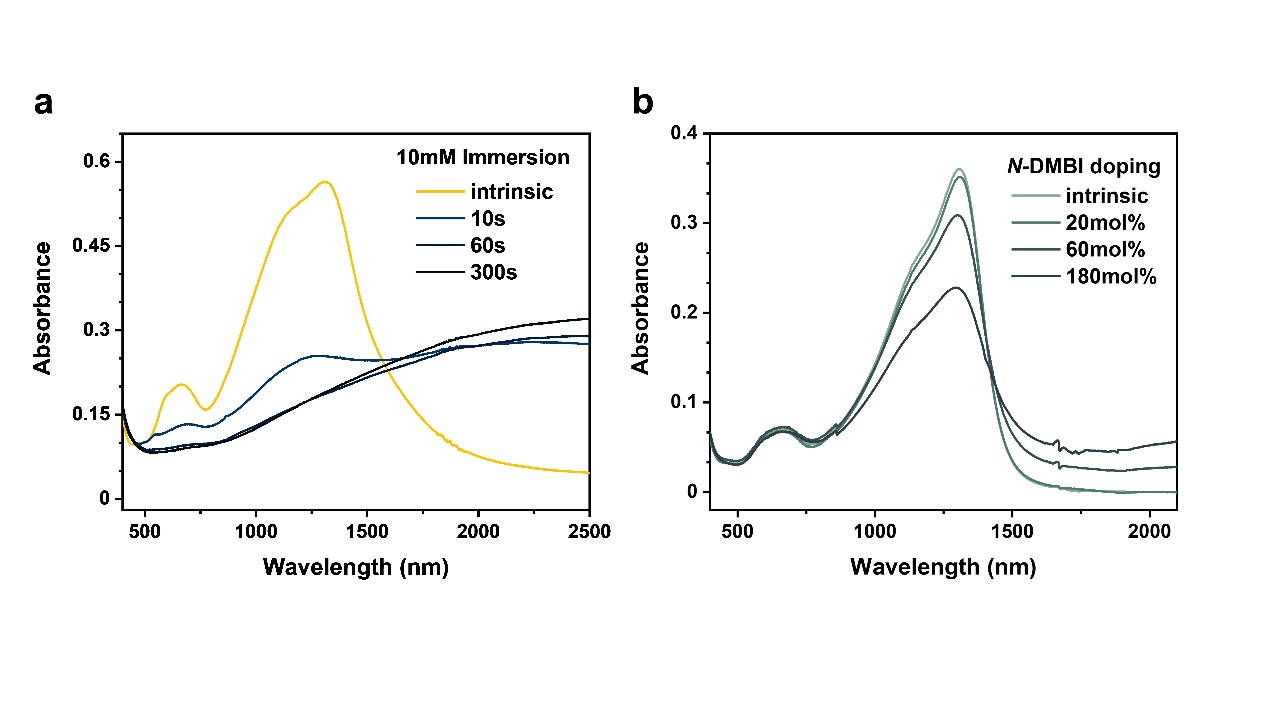 a
10mM Immersion
intrinsic
10s
60s
300s
0.6
0.45
0.3
0.15
0
Absorbance
500
1000
1500
2000
2500
Wavelength (nm)
b
N-DMBI doping
intrinsic
20mol%
60mol%
180mol%
0.4
0.3
0.2
0.1
0
Absorbance
500
1000
1500
2000
Wavelength (nm)